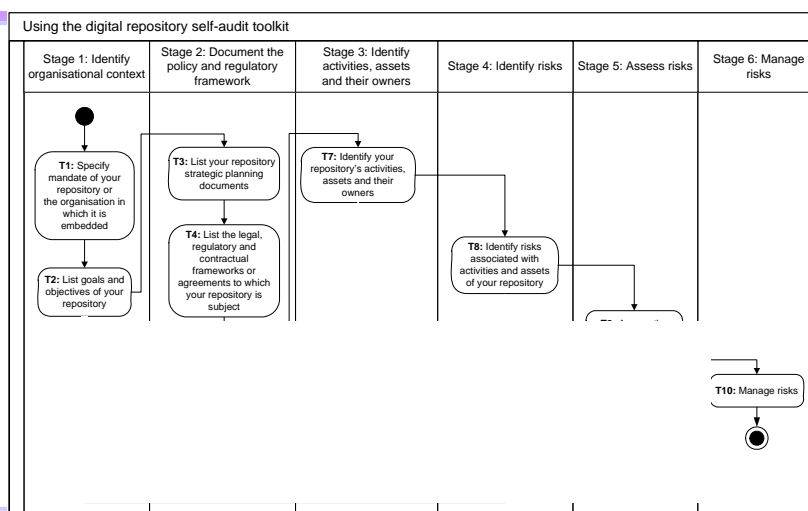 Using the digital repository self-audit toolkit
Stage 1: Identify
organisational context
Stage 2: Document the
policy and regulatory
framework
Stage 3: Identify
activities, assets
and their owners
Stage 4: Identify risks
Stage 5: Assess risks
Stage 6: Manage
risks
T1: Specify
mandate of your
repository or
the organisation in
which it is
embedded
T2: List goals and
objectives of your
repository
T3: List your repository
strategic planning
documents
T4: List the legal,
regulatory and
contractual
frameworks or
agreements to which
your repository is
subject
T7: Identify your
repository's activities,
assets and their
owners
T8: Identify risks
associated with
activities and assets
of your repository
T10: Manage risks